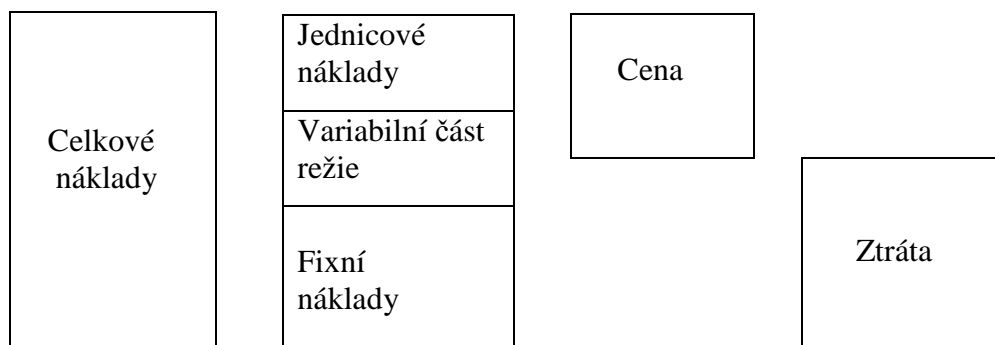 Celkové
náklady
Jednicové
náklady
Variabilní část
režie
Fixní
náklady
Cena
Ztráta